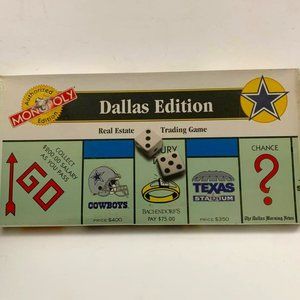 Authorized
MONOPOLY
Edition
Dallas Edition
Real Estate Trading Game
COLLECT
$200.00 SALARY
AS YOU PASS
GO
COWBOYS
PRICE $400
URY
BACHENDORF'S
PAY $75.00
TEXAS
STADIUM
PRICE $350
CHANCE
?
The Dallas Morning News